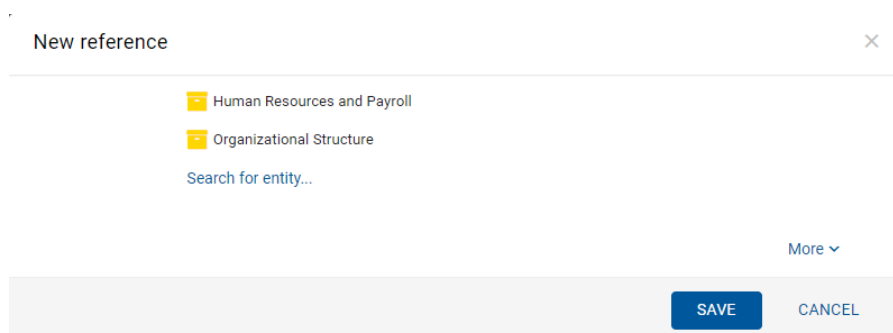 New reference
Human Resources and Payroll
Organizational Structure
Search for entity...
More
SAVE CANCEL